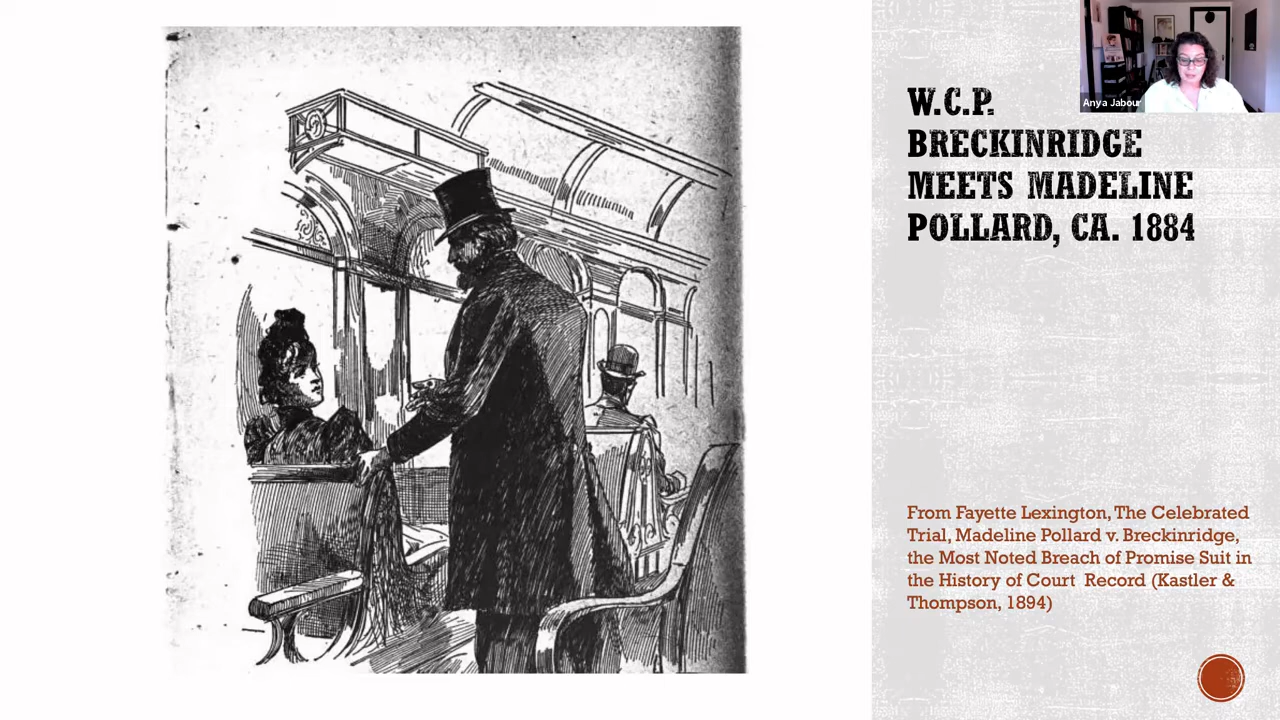 Anya Jabour
W.C.P.
BRECKINRIDGE
MEETS MADELINE
POLLARD, CA. 1884
From Fayette Lexington, The Celebrated
Trial, Madeline Pollard v. Breckinridge,
the Most Noted Breach of Promise Suit in
the History of Court  Record (Kastler &
Thompson, 1894)